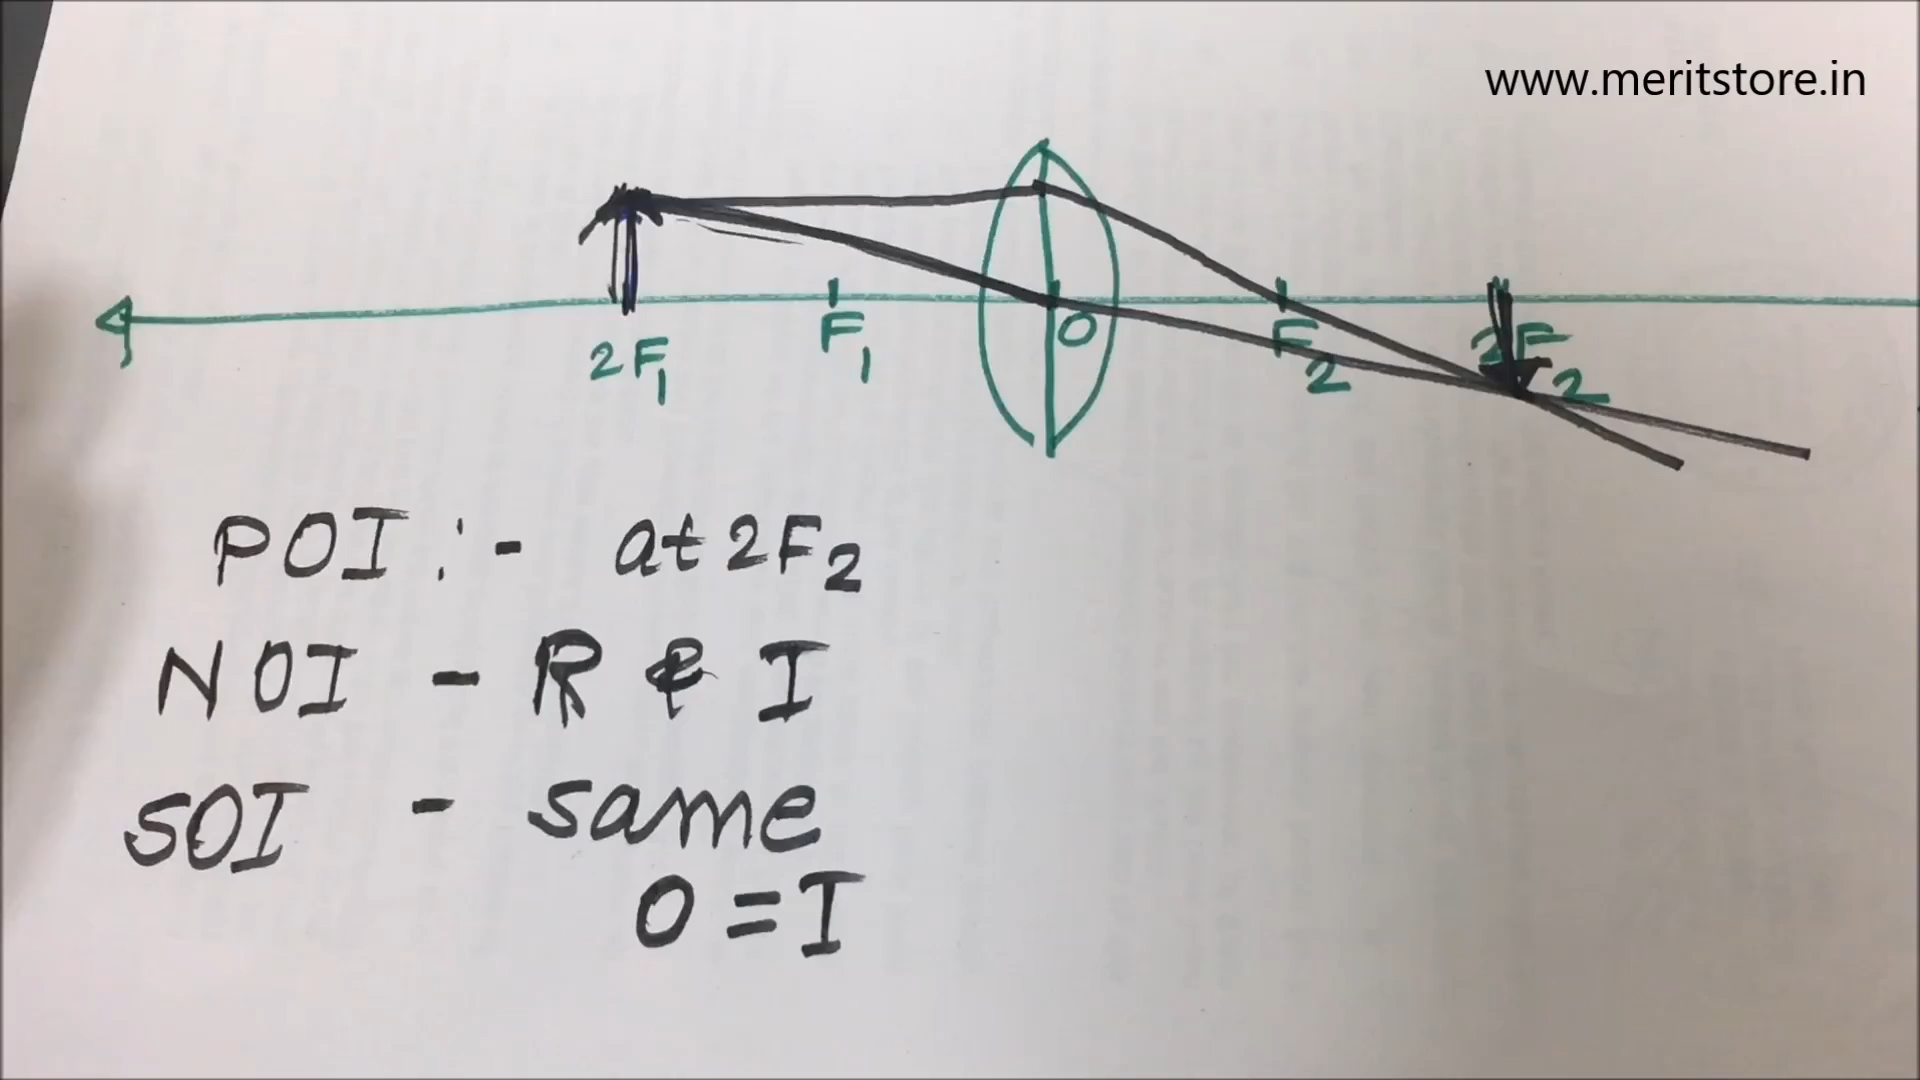 www.meritstore.in
2F1 F1 O F2 2F2
POI :- at 2F2
NOI - R & I
SOI - same
O = I